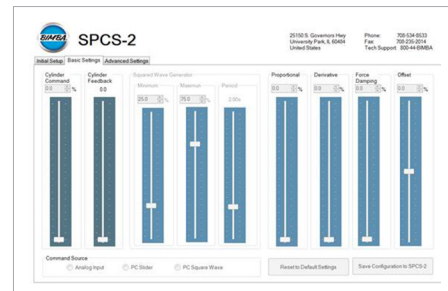 BIMBA
SPCS-2
25150 S. Governors Hwy
University Park, IL 60484
United States
Phone: 708-534-8533
Fax: 708-235-2014
Tech Support 800-44-BIMBA
Initial Setup Basic Settings Advanced Settings
Cylinder Command
0.0 %
Cylinder Feedback
0.0
Squared Wave Generator
Minimum
25.0 %
Maximum
75.0 %
Period
Proportional
0.0 %
Derivative
0.0 %
Force Damping
0.0 %
Offset
0.0 %
Command Source
Analog Input
PC Slider
PC Square Wave
Reset to Default Settings
Save Configuration to SPCS-2